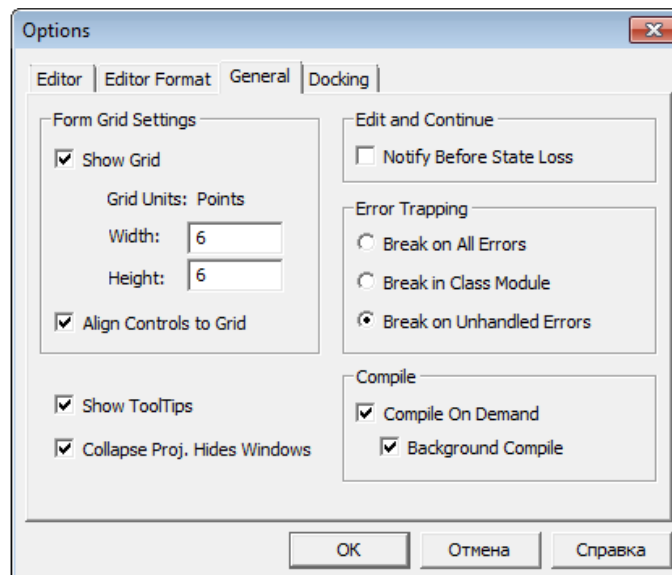 Options
Editor
Editor Format
General
Docking
Form Grid Settings
Show Grid
Grid Units: Points
Width: 6
Height: 6
Align Controls to Grid
Show ToolTips
Collapse Proj. Hides Windows
Edit and Continue
Notify Before State Loss
Error Trapping
Break on All Errors
Break in Class Module
Break on Unhandled Errors
Compile
Compile On Demand
Background Compile
OK
Отмена
Справка